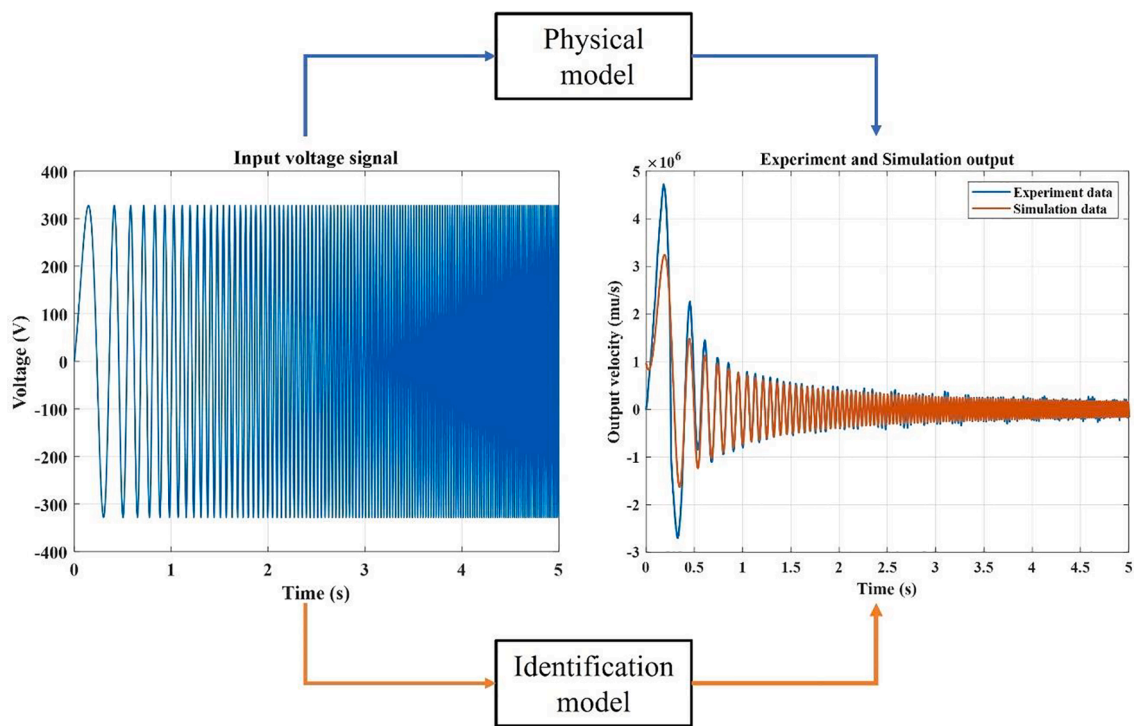 Physical
model
Input voltage signal
400
300
200
100
0
-100
-200
-300
-400
Voltage (V)
0 1 2 3 4 5
Time (s)
×10⁶
Experiment and Simulation output
Experiment data
Simulation data
5
4
3
2
1
0
-1
-2
-3
Output velocity (mu/s)
0 0.5 1 1.5 2 2.5 3 3.5 4 4.5 5
Time (s)
Identification
model